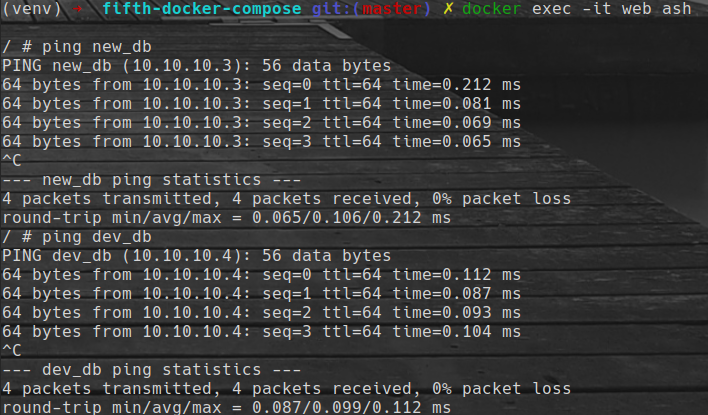 (venv) → fifth-docker-compose git:(master) ✗ docker exec -it web ash
/ # ping new_db
PING new_db (10.10.10.3): 56 data bytes
64 bytes from 10.10.10.3: seq=0 ttl=64 time=0.212 ms
64 bytes from 10.10.10.3: seq=1 ttl=64 time=0.081 ms
64 bytes from 10.10.10.3: seq=2 ttl=64 time=0.069 ms
64 bytes from 10.10.10.3: seq=3 ttl=64 time=0.065 ms
^C
--- new_db ping statistics ---
4 packets transmitted, 4 packets received, 0% packet loss
round-trip min/avg/max = 0.065/0.106/0.212 ms
/ # ping dev_db
PING dev_db (10.10.10.4): 56 data bytes
64 bytes from 10.10.10.4: seq=0 ttl=64 time=0.112 ms
64 bytes from 10.10.10.4: seq=1 ttl=64 time=0.087 ms
64 bytes from 10.10.10.4: seq=2 ttl=64 time=0.093 ms
64 bytes from 10.10.10.4: seq=3 ttl=64 time=0.104 ms
^C
--- dev_db ping statistics ---
4 packets transmitted, 4 packets received, 0% packet loss
round-trip min/avg/max = 0.087/0.099/0.112 ms